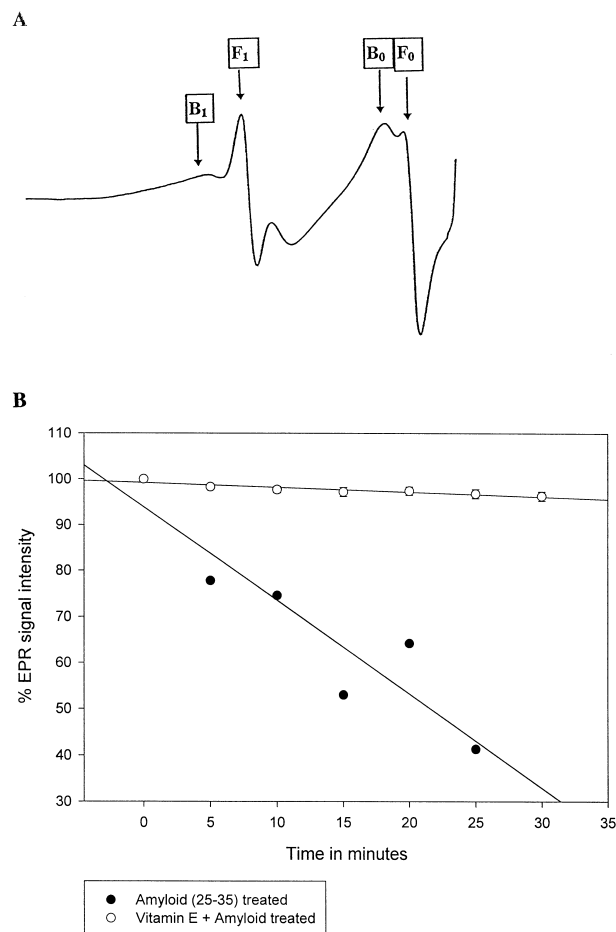 A
F1
B0 F0
B1
B
110
100
90
80
70
60
50
40
30
% EPR signal intensity
0 5 10 15 20 25 30 35
Time in minutes
Amyloid (25-35) treated
Vitamin E + Amyloid treated